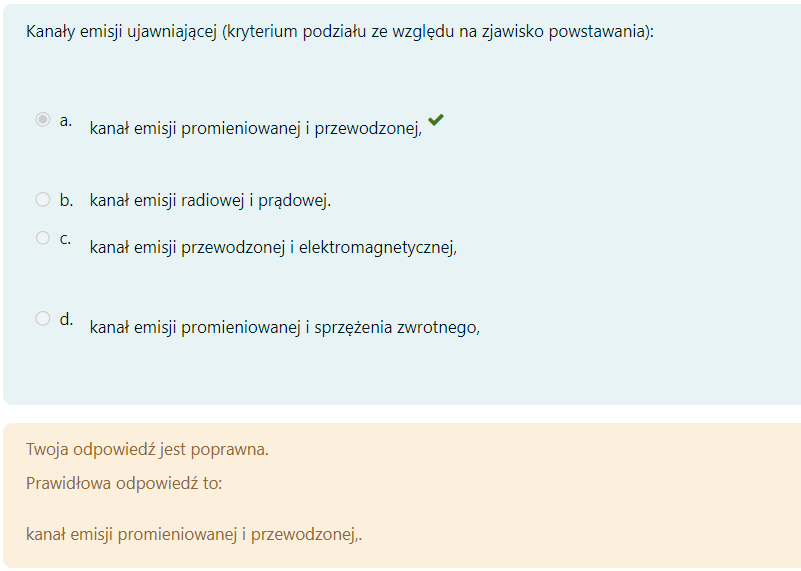 Kanały emisji ujawniającej (kryterium podziału ze względu na zjawisko powstawania):
a. kanał emisji promieniowanej i przewodzonej,
b. kanał emisji radiowej i prądowej.
c. kanał emisji przewodzonej i elektromagnetycznej,
d. kanał emisji promieniowanej i sprzężenia zwrotnego,
Twoja odpowiedź jest poprawna.
Prawidłowa odpowiedź to:
kanał emisji promieniowanej i przewodzonej,.